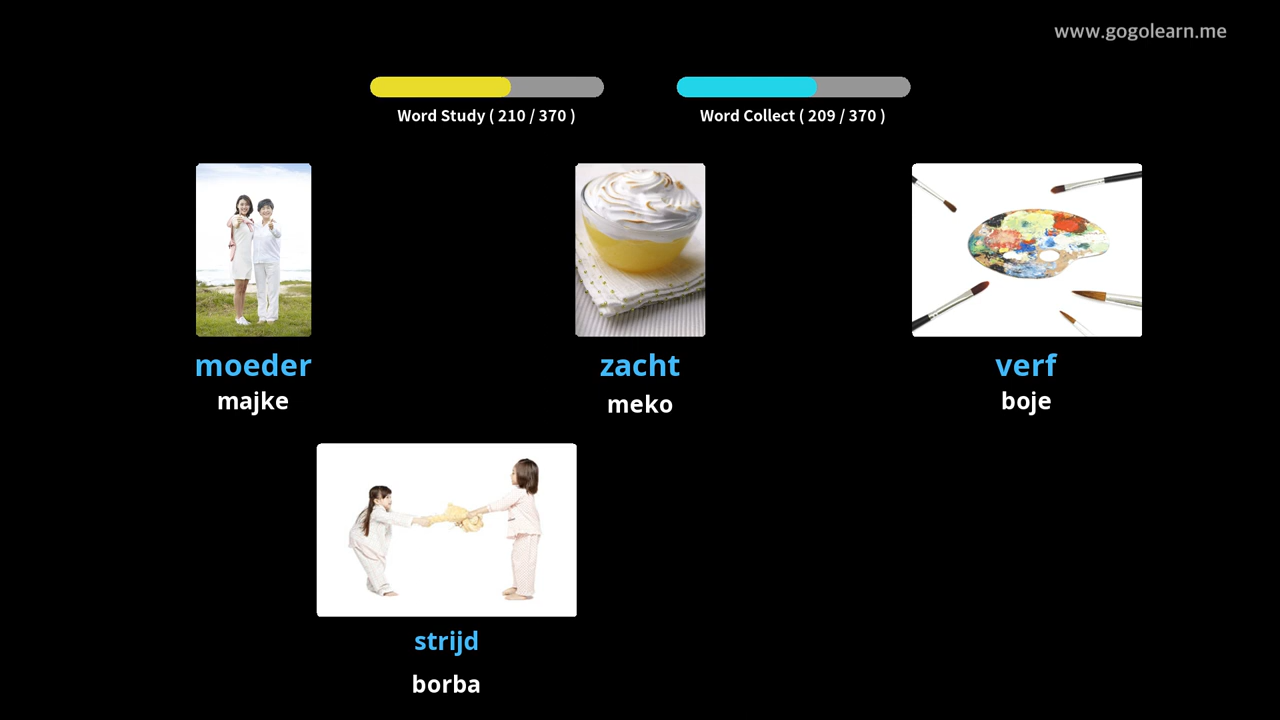 www.gogolearn.me
Word Study ( 210 / 370 )
Word Collect ( 209 / 370 )
moeder
majke
zacht
meko
verf
boje
strijd
borba